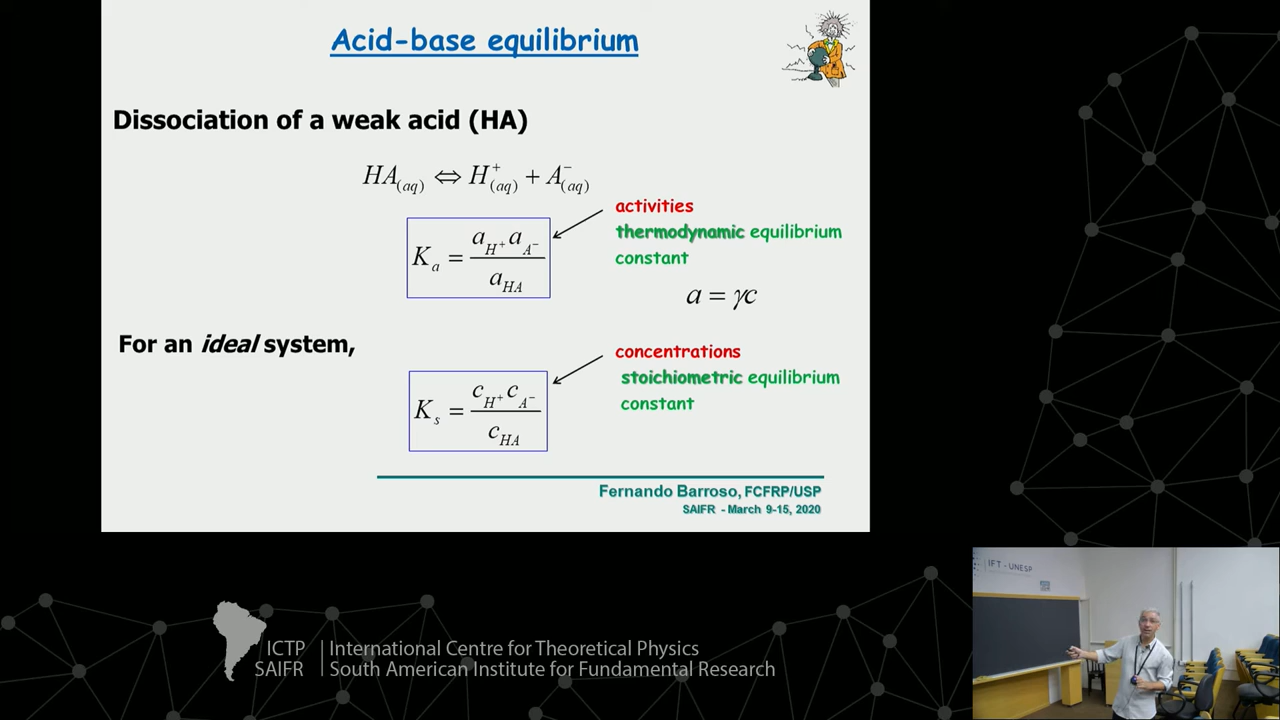 Acid-base equilibrium
Dissociation of a weak acid (HA)
HA(aq) ⇔ H+(aq) + A−(aq)
activities
thermodynamic equilibrium
constant
Ka = aH+ aA− / aHA
a = γc
For an ideal system,
concentrations
stoichiometric equilibrium
constant
Ks = cH+ cA− / cHA
Fernando Barroso, FCFRP/USP
SAIFR - March 9-15, 2020
IFT - UNESP
ICTP
SAIFR
International Centre for Theoretical Physics
South American Institute for Fundamental Research